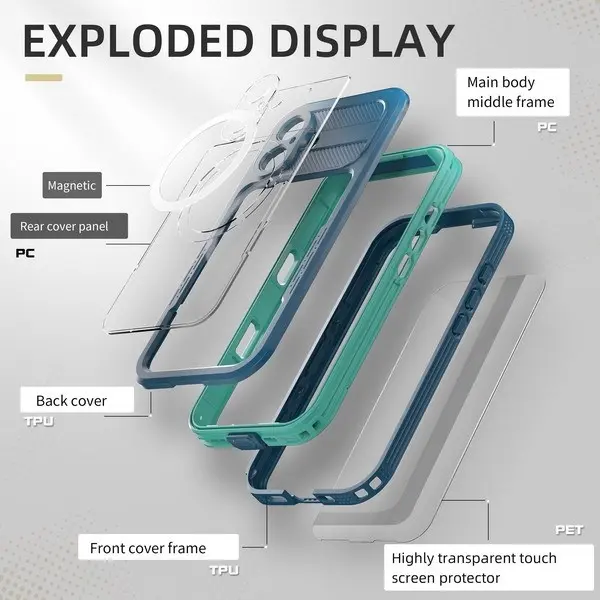 EXPLODED DISPLAY
Main body
middle frame
PC
Magnetic
Rear cover panel
PC
Back cover
TPU
Front cover frame
TPU
PET
Highly transparent touch
screen protector